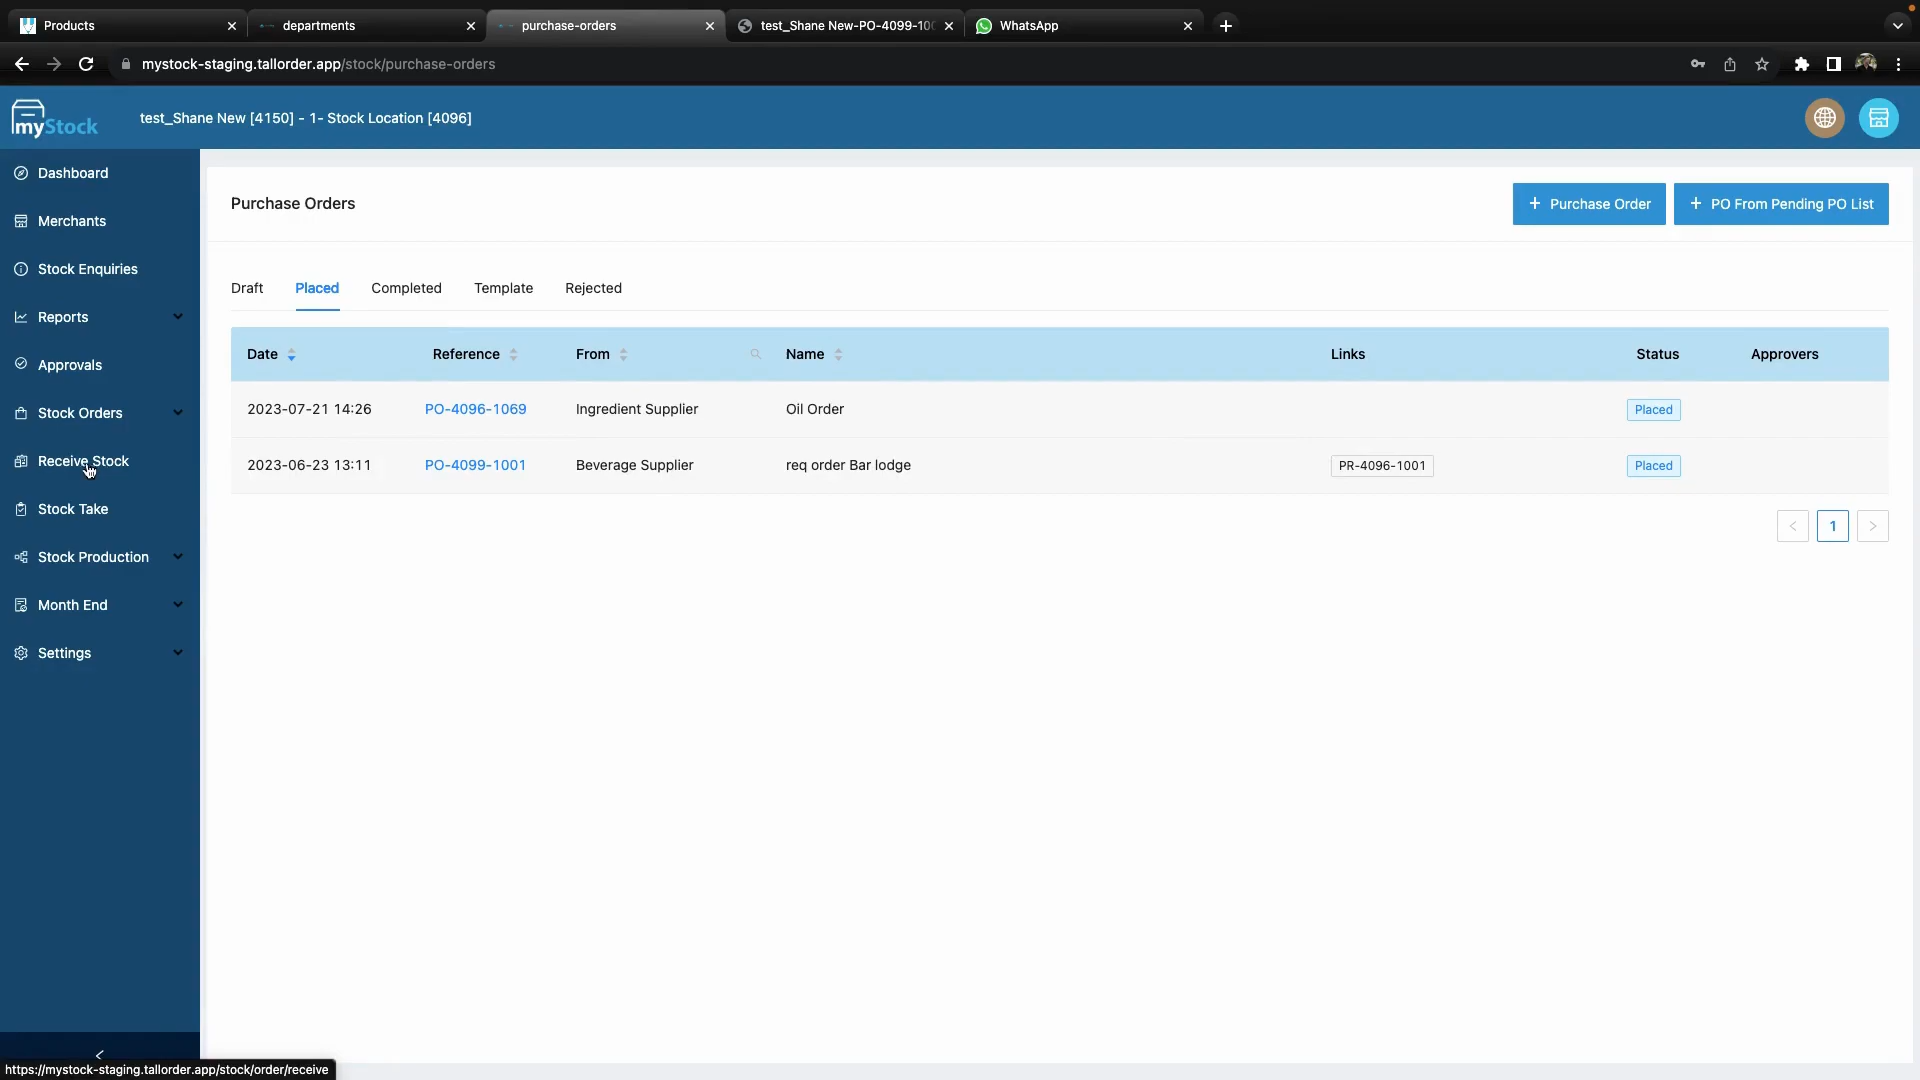 Products
departments
purchase-orders
test_Shane New-PO-4099-100
WhatsApp
mystock-staging.tallorder.app/stock/purchase-orders
myStock
test_Shane New [4150] - 1- Stock Location [4096]
Dashboard
Merchants
Stock Enquiries
Reports
Approvals
Stock Orders
Receive Stock
Stock Take
Stock Production
Month End
Settings
Purchase Orders
+ Purchase Order
+ PO From Pending PO List
Draft Placed Completed Template Rejected
Date Reference From Name Links Status Approvers
2023-07-21 14:26 PO-4096-1069 Ingredient Supplier Oil Order Placed
2023-06-23 13:11 PO-4099-1001 Beverage Supplier req order Bar lodge PR-4096-1001 Placed
< 1 >
<
https://mystock-staging.tallorder.app/stock/order/receive